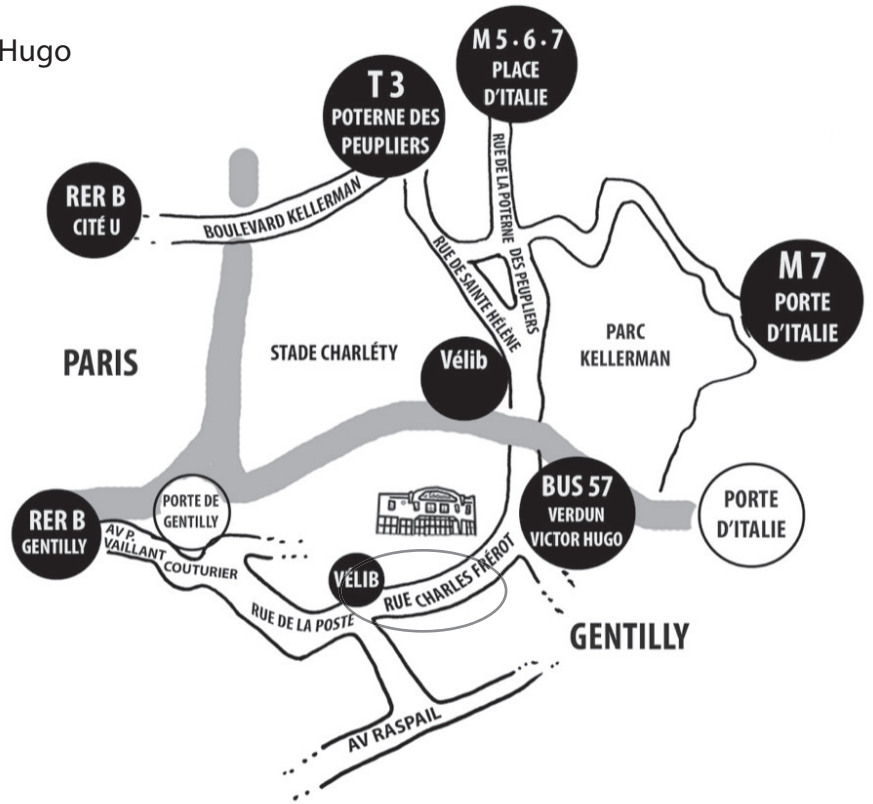 Hugo
M 5 • 6 • 7
PLACE
D'ITALIE
T 3
POTERNE DES
PEUPLIERS
RER B
CITÉ U
BOULEVARD KELLERMAN
RUE DE LA POTERNE DES PEUPLIERS
RUE DE SAINTE HÉLÈNE
M 7
PORTE
D'ITALIE
PARIS
STADE CHARLÉTY
Vélib
PARC
KELLERMAN
RER B
GENTILLY
PORTE DE
GENTILLY
BUS 57
VERDUN
VICTOR HUGO
PORTE
D'ITALIE
AV P.
VAILLANT
COUTURIER
VÉLIB
RUE CHARLES FRÉROT
RUE DE LA POSTE
GENTILLY
AV RASPAIL